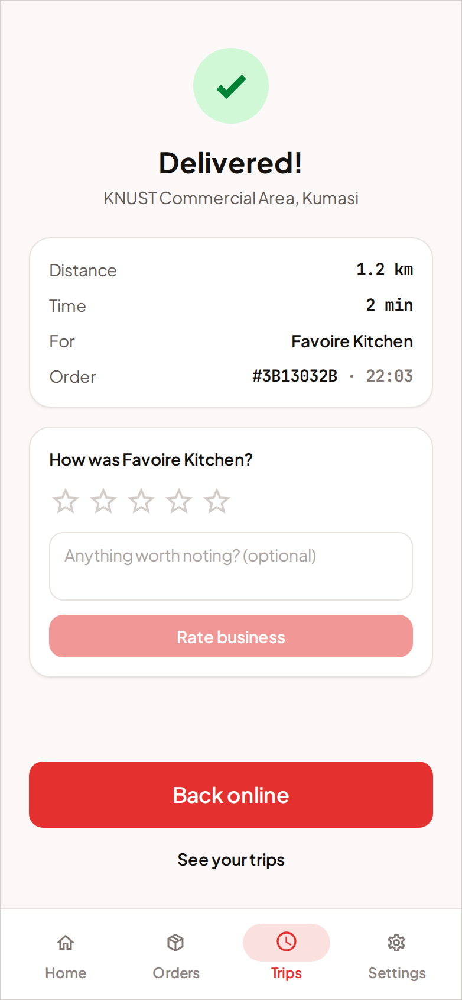 Delivered!
KNUST Commercial Area, Kumasi
Distance 1.2 km
Time 2 min
For Favoire Kitchen
Order #3B13032B · 22:03
How was Favoire Kitchen?
Anything worth noting? (optional)
Rate business
Back online
See your trips
Home Orders Trips Settings